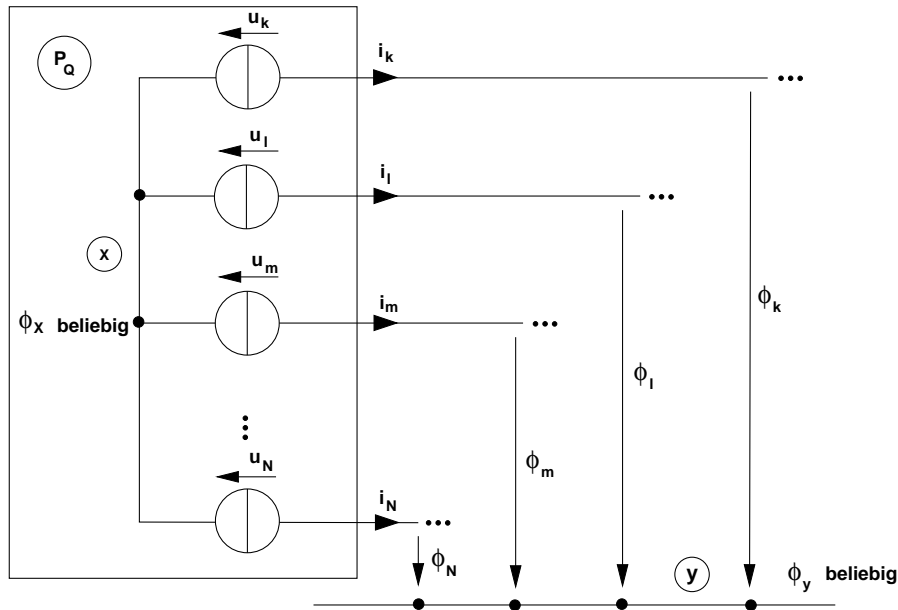 u_k
P_Q
i_k
u_l
i_l
x
u_m
i_m
ϕ_k
ϕ_x beliebig
ϕ_l
ϕ_m
u_N
i_N
ϕ_N
y
ϕ_y beliebig